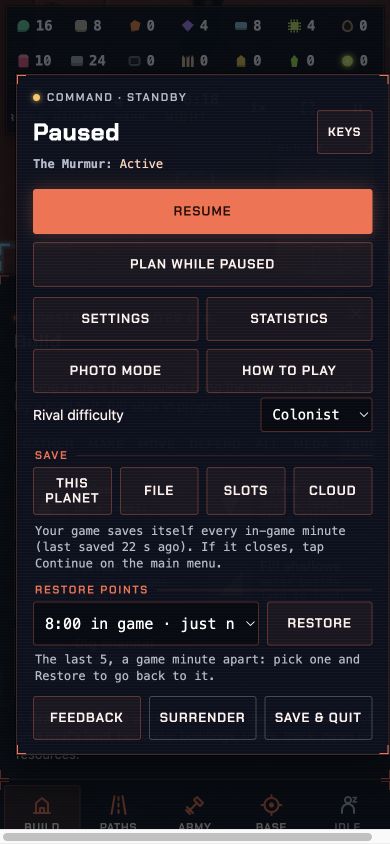 16 8 0 4 8 4 0
10 24 0 0 0 0 0
COMMAND · STANDBY
Paused
KEYS
The Murmur: Active
RESUME
PLAN WHILE PAUSED
SETTINGS STATISTICS
PHOTO MODE HOW TO PLAY
Rival difficulty Colonist
SAVE
THIS PLANET FILE SLOTS CLOUD
Your game saves itself every in-game minute
(last saved 22 s ago). If it closes, tap
Continue on the main menu.
RESTORE POINTS
8:00 in game · just n RESTORE
The last 5, a game minute apart: pick one and
Restore to go back to it.
FEEDBACK SURRENDER SAVE & QUIT
resources.
BUILD PATHS ARMY BASE IDLE